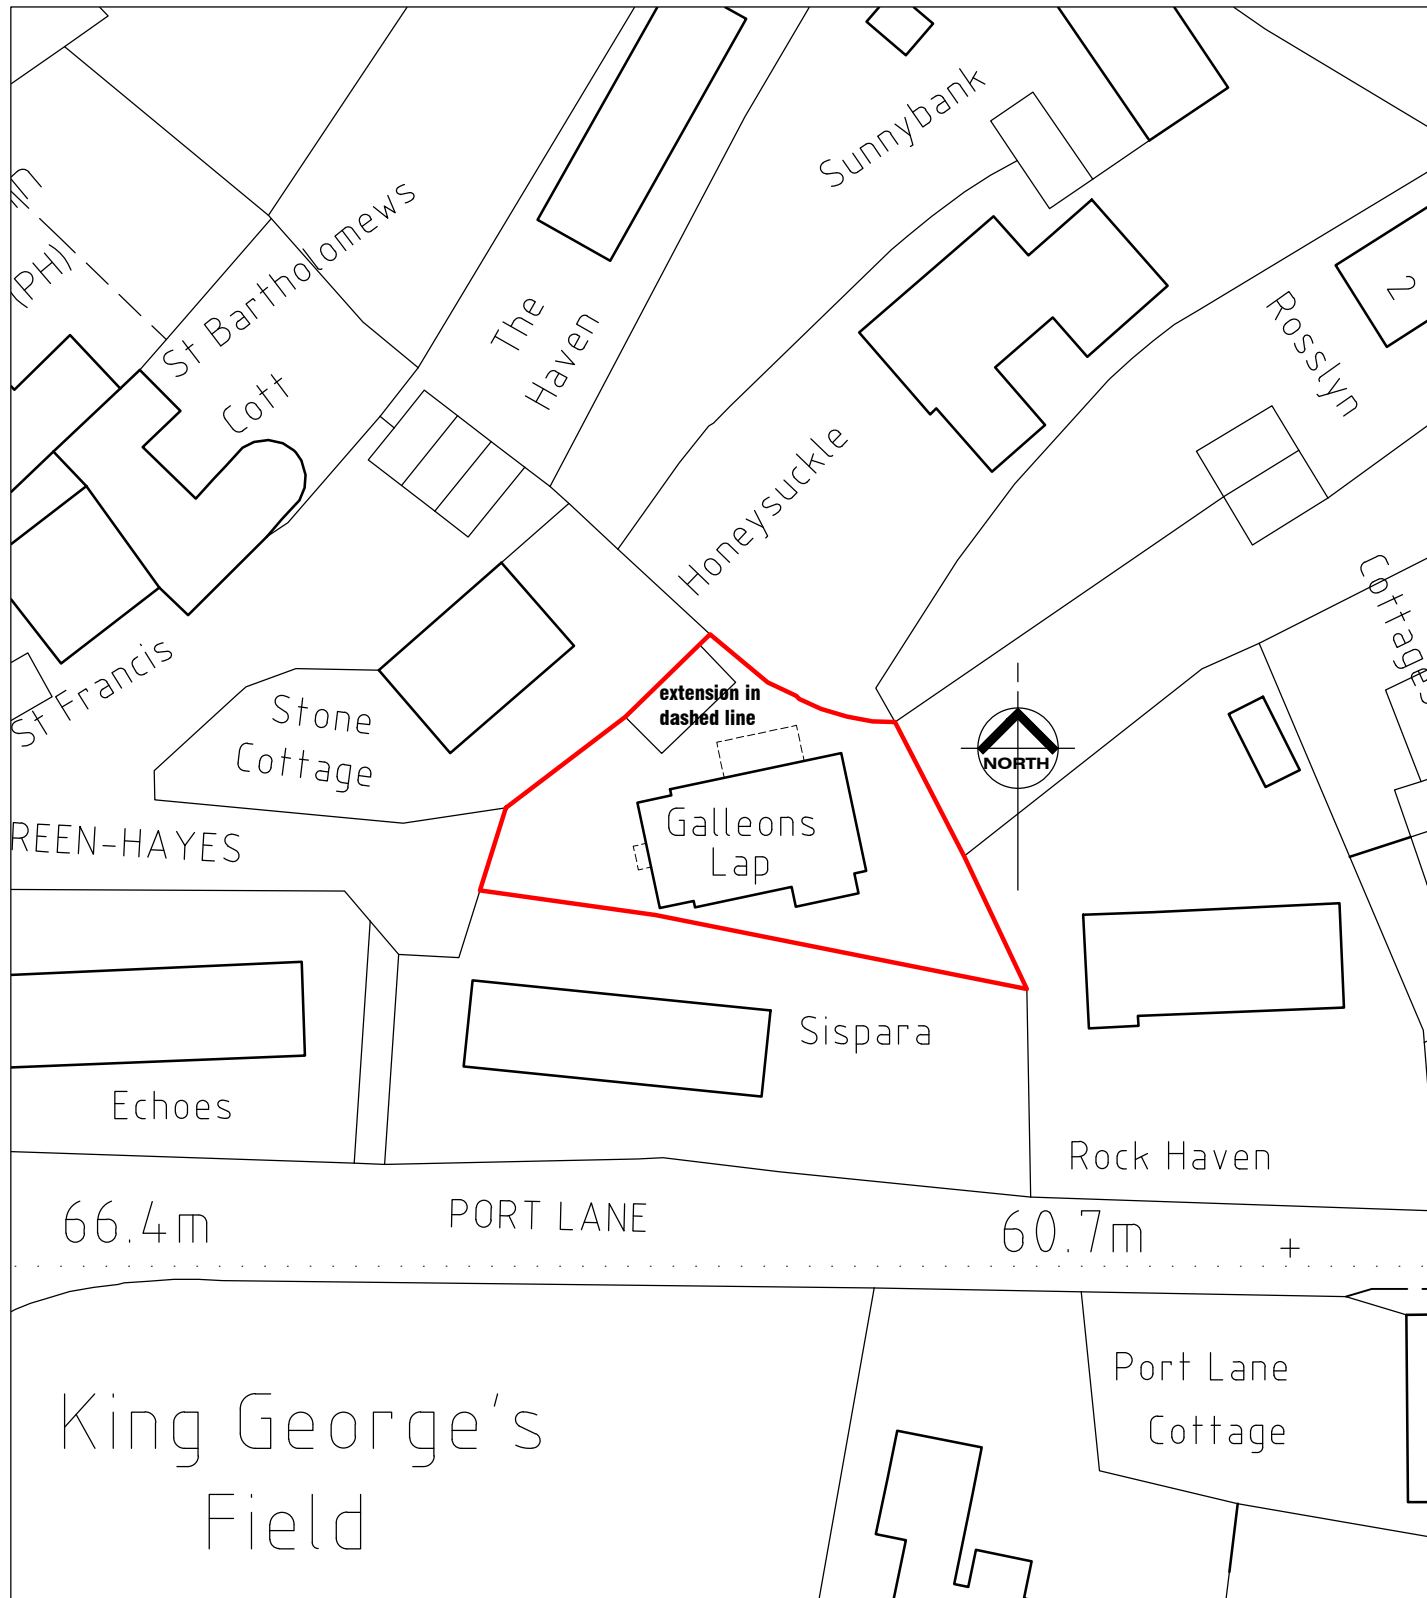 Sunnybank
(PH)
St Bartholomews
Cott
The
Haven
2
Rosslyn
Honeysuckle
Cottages
St Francis
Stone
Cottage
extension in
dashed line
NORTH
REEN-HAYES
Galleons
Lap
Sispara
Echoes
Rock Haven
66.4m
PORT LANE
60.7m
Port Lane
Cottage
King George's
Field